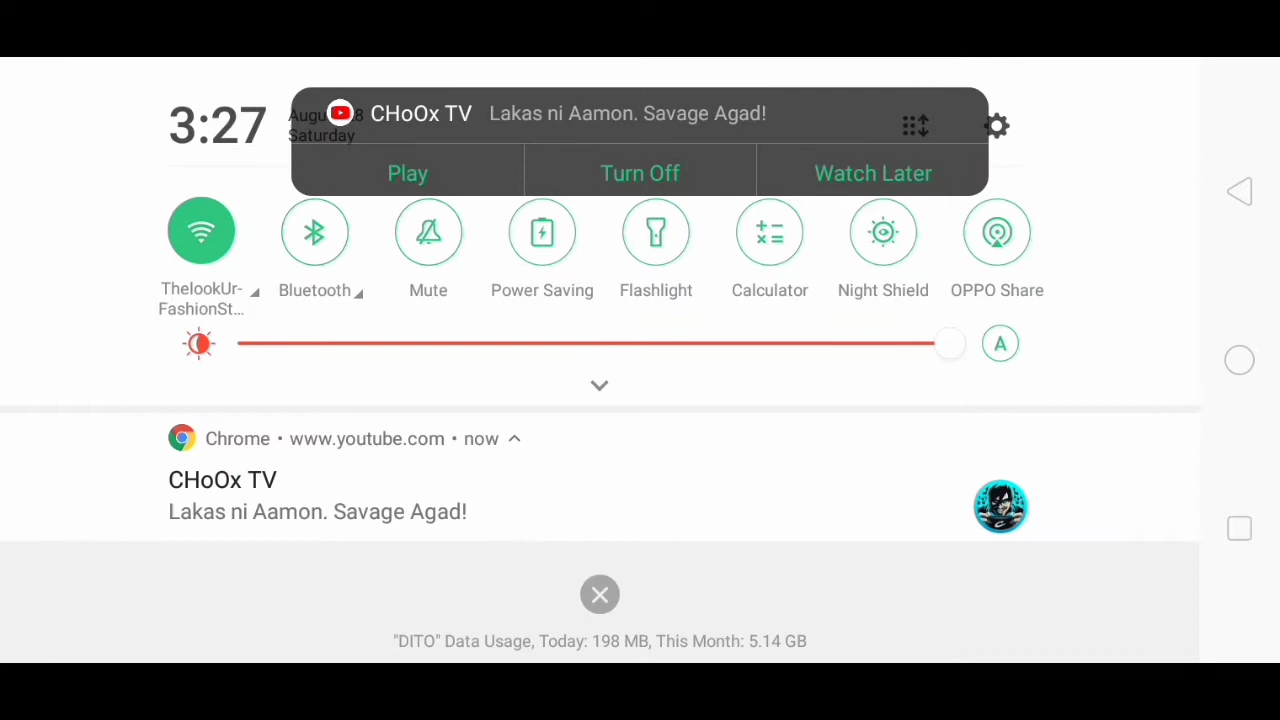 3:27
Saturday
CHoOx TV Lakas ni Aamon. Savage Agad!
Play Turn Off Watch Later
ThelookUr-
FashionSt...
Bluetooth
Mute
Power Saving
Flashlight
Calculator
Night Shield
OPPO Share
A
Chrome • www.youtube.com • now
CHoOx TV
Lakas ni Aamon. Savage Agad!
"DITO" Data Usage, Today: 198 MB, This Month: 5.14 GB